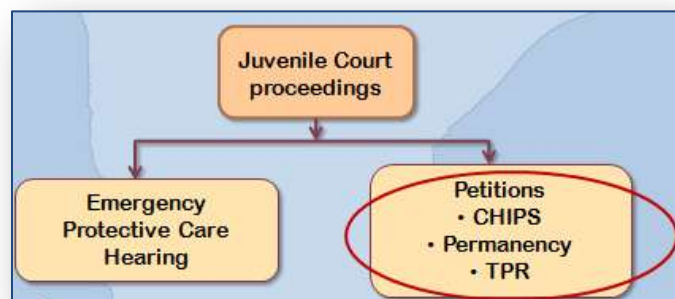 Juvenile Court
proceedings
Emergency
Protective Care
Hearing
Petitions
• CHIPS
• Permanency
• TPR